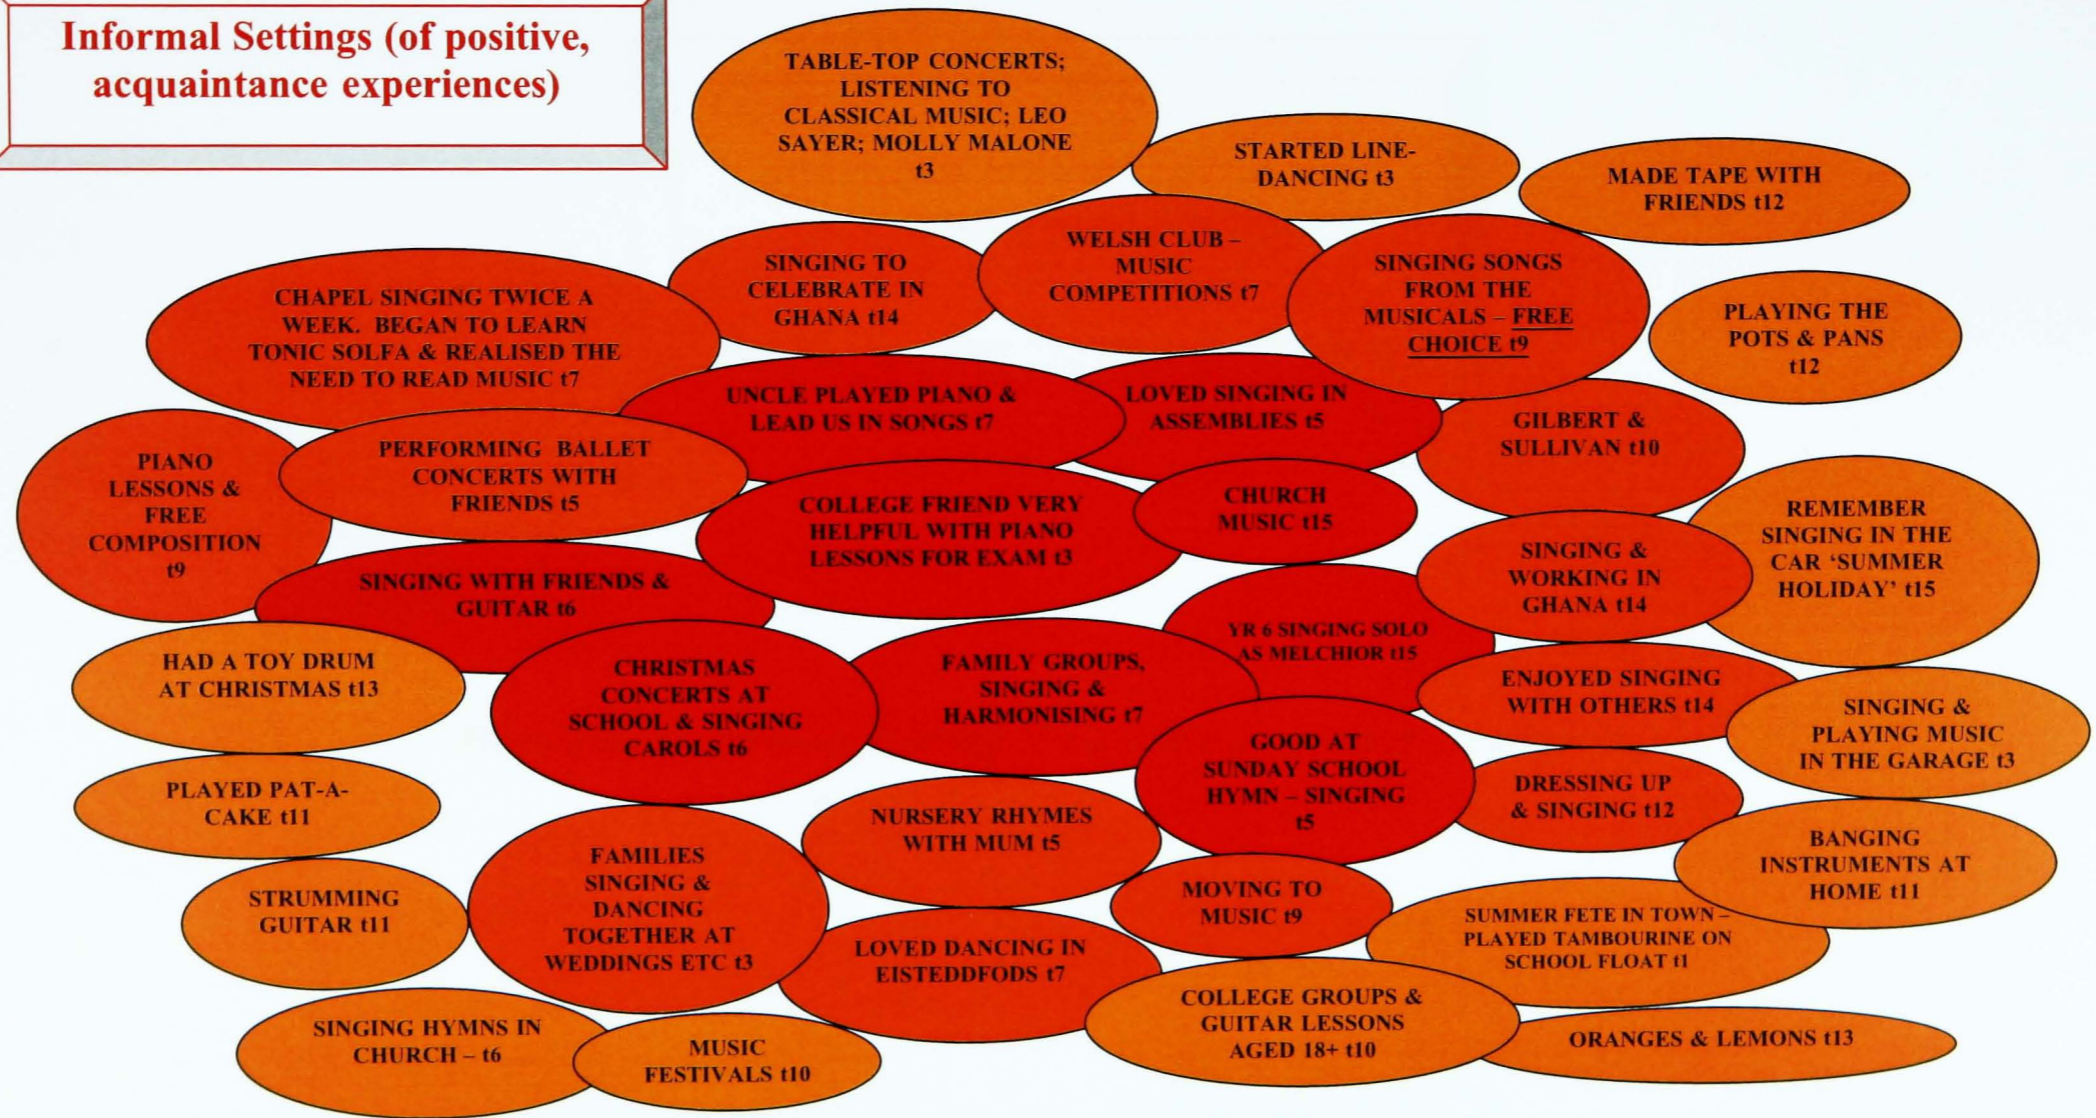 Informal Settings (of positive,
acquaintance experiences)
TABLE-TOP CONCERTS;
LISTENING TO
CLASSICAL MUSIC; LEO
SAYER; MOLLY MALONE
t3
STARTED LINE-
DANCING t3
MADE TAPE WITH
FRIENDS t12
CHAPEL SINGING TWICE A
WEEK. BEGAN TO LEARN
TONIC SOLFA & REALISED THE
NEED TO READ MUSIC t7
SINGING TO
CELEBRATE IN
GHANA t14
WELSH CLUB –
MUSIC
COMPETITIONS t7
SINGING SONGS
FROM THE
MUSICALS – FREE
CHOICE t9
PLAYING THE
POTS & PANS
t12
UNCLE PLAYED PIANO &
LEAD US IN SONGS t7
LOVED SINGING IN
ASSEMBLIES t5
GILBERT &
SULLIVAN t10
PIANO
LESSONS &
FREE
COMPOSITION
t9
PERFORMING BALLET
CONCERTS WITH
FRIENDS t5
COLLEGE FRIEND VERY
HELPFUL WITH PIANO
LESSONS FOR EXAM t3
CHURCH
MUSIC t15
REMEMBER
SINGING IN THE
CAR ‘SUMMER
HOLIDAY’ t15
SINGING WITH FRIENDS &
GUITAR t6
SINGING &
WORKING IN
GHANA t14
HAD A TOY DRUM
AT CHRISTMAS t13
CHRISTMAS
CONCERTS AT
SCHOOL & SINGING
CAROLS t6
FAMILY GROUPS,
SINGING &
HARMONISING t7
YR 6 SINGING SOLO
AS MELCHIOR t15
ENJOYED SINGING
WITH OTHERS t14
SINGING &
PLAYING MUSIC
IN THE GARAGE t3
PLAYED PAT-A-
CAKE t11
GOOD AT
SUNDAY SCHOOL
HYMN – SINGING
t5
DRESSING UP
& SINGING t12
NURSERY RHYMES
WITH MUM t5
BANGING
INSTRUMENTS AT
HOME t11
STRUMMING
GUITAR t11
FAMILIES
SINGING &
DANCING
TOGETHER AT
WEDDINGS ETC t3
MOVING TO
MUSIC t9
SUMMER FETE IN TOWN –
PLAYED TAMBOURINE ON
SCHOOL FLOAT t1
LOVED DANCING IN
EISTEDDFODS t7
COLLEGE GROUPS &
GUITAR LESSONS
AGED 18+ t10
SINGING HYMNS IN
CHURCH – t6
MUSIC
FESTIVALS t10
ORANGES & LEMONS t13